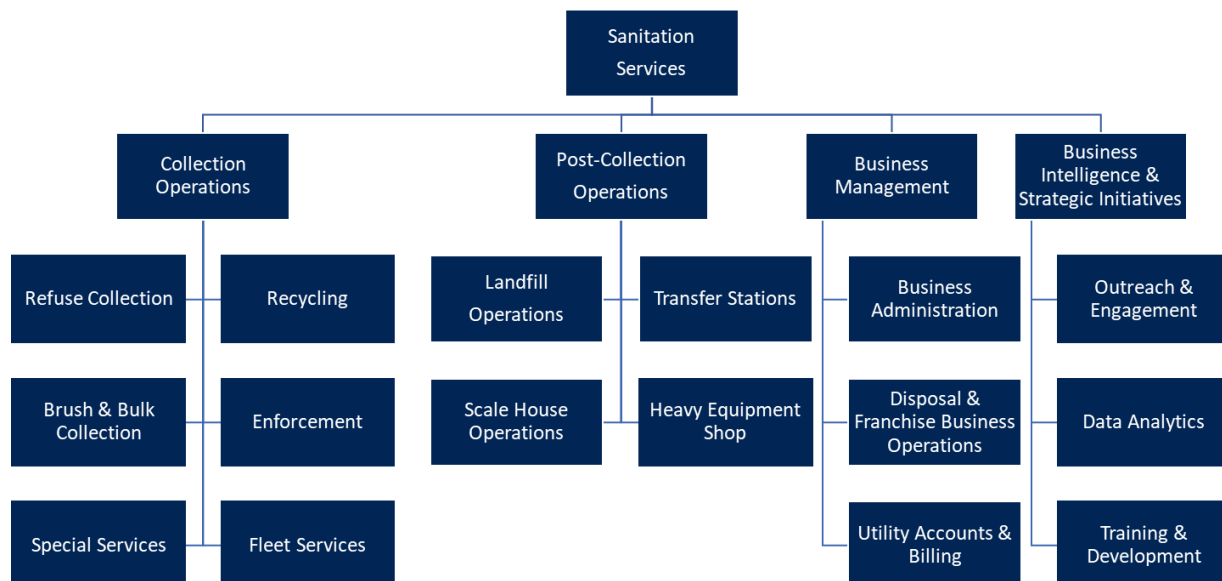 Sanitation
Services
Collection
Operations
Post-Collection
Operations
Business
Management
Business
Intelligence &
Strategic Initiatives
Refuse Collection
Recycling
Landfill
Operations
Transfer Stations
Business
Administration
Outreach &
Engagement
Brush & Bulk
Collection
Enforcement
Scale House
Operations
Heavy Equipment
Shop
Disposal &
Franchise Business
Operations
Data Analytics
Special Services
Fleet Services
Utility Accounts &
Billing
Training &
Development